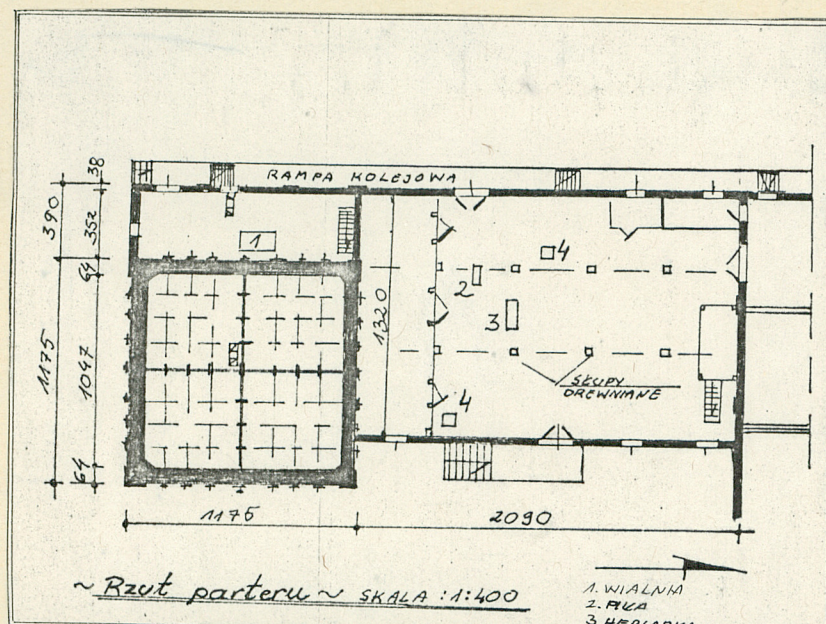 38
RAMPA KOLEJOWA
390
352
1
4
64
2
3
1320
1175
1047
SŁUPY
DREWNIANE
4
64
1175
2090
~ Rzut parteru ~ SKALA : 1:400
1. WIALNIA
2. PIŁA